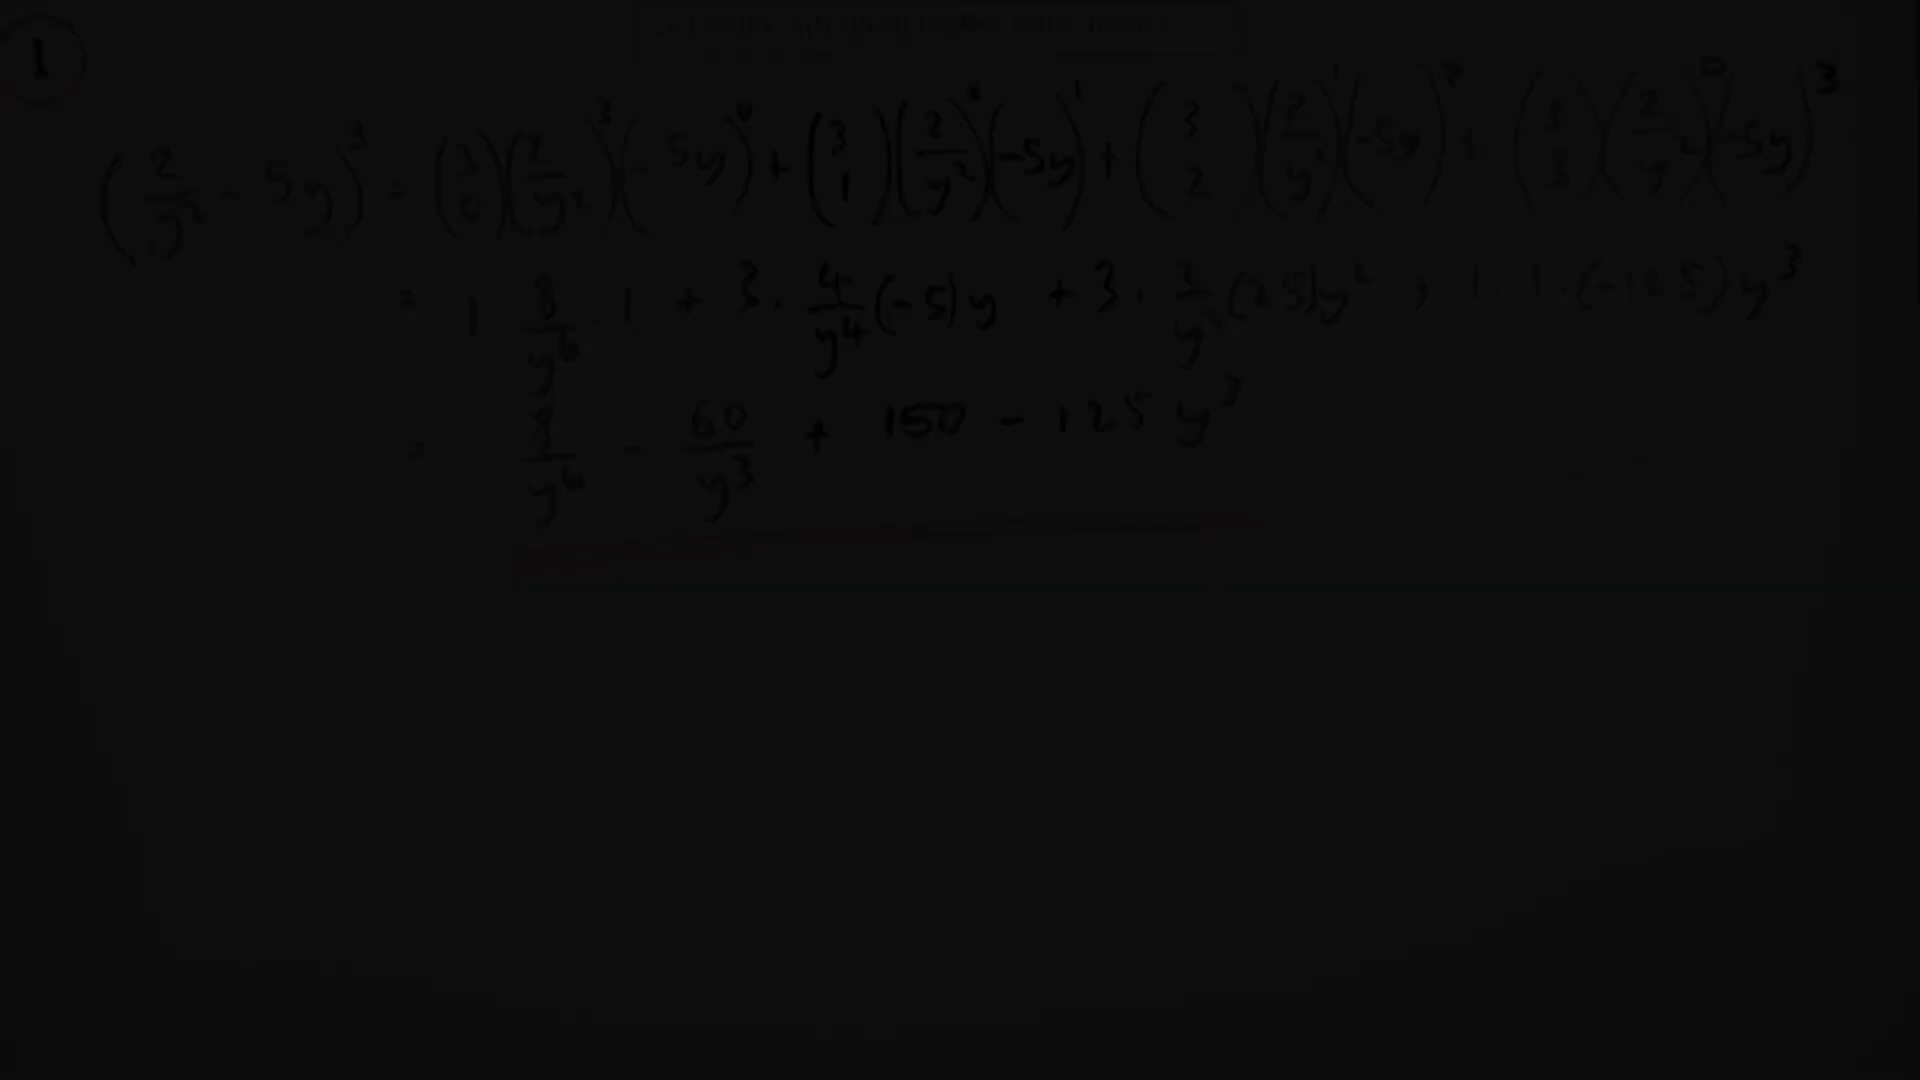 1
(2/y² - 5y)³ = (3 0)(2/y²)³(-5y)⁰ + (3 1)(2/y²)²(-5y)¹ + (3 2)(2/y²)¹(-5y)² + (3 3)(2/y²)⁰(-5y)³
= 1 8/y⁶ . 1 + 3 . 4/y⁴ (-5)y + 3 . 2/y² (25)y² + 1 . 1 . (-125)y³
= 8/y⁶ - 60/y³ + 150 - 125 y³